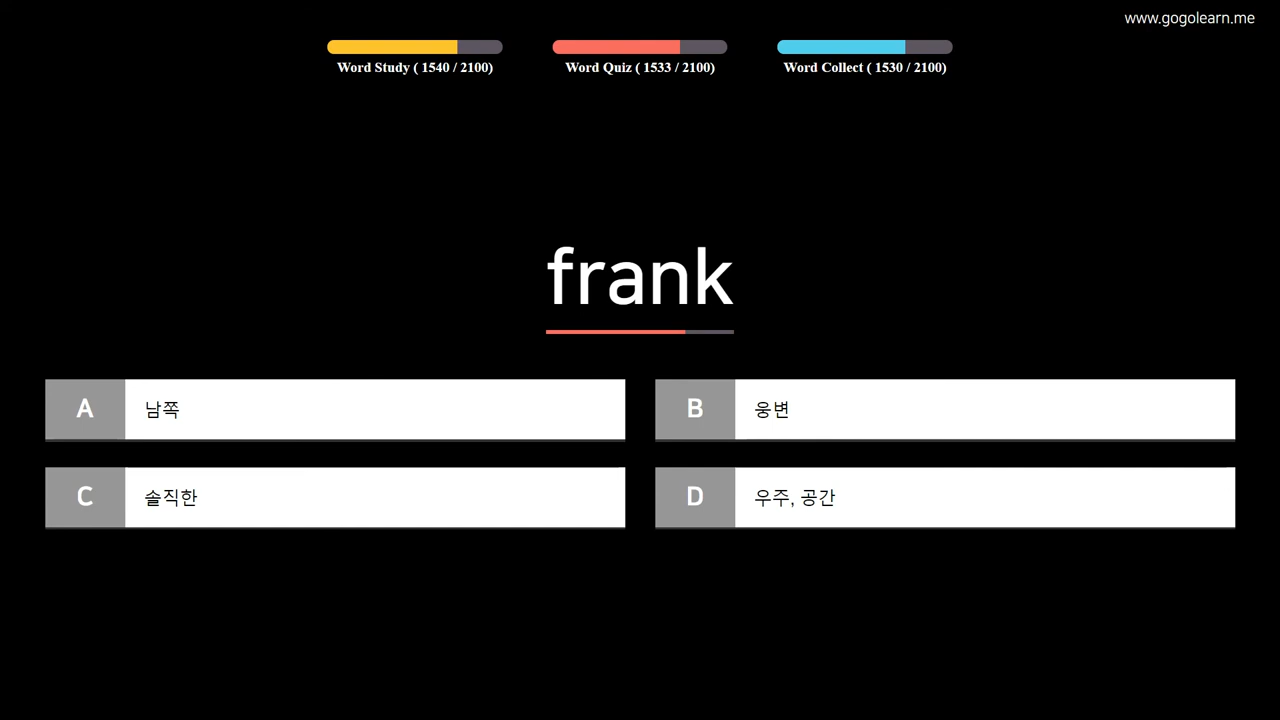 www.gogolearn.me
Word Study ( 1540 / 2100)
Word Quiz ( 1533 / 2100)
Word Collect ( 1530 / 2100)
frank
A 남쪽
B 웅변
C 솔직한
D 우주, 공간